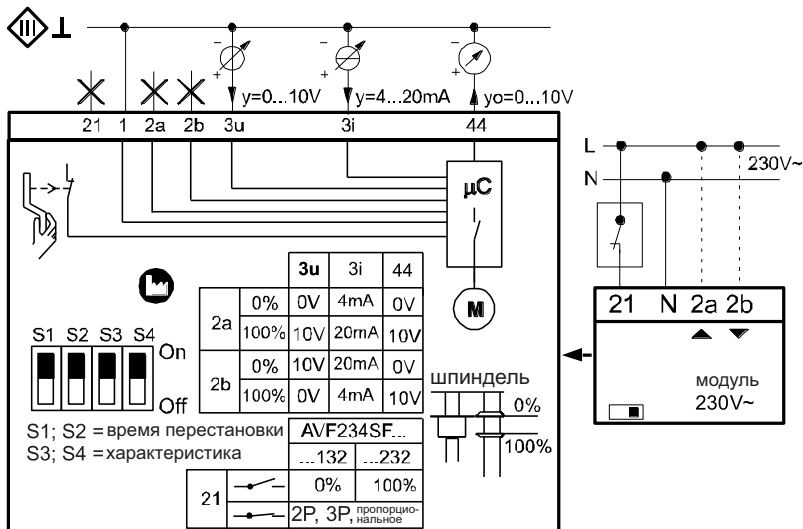 y=0...10V y=4...20mA yo=0...10V
21 1 2a 2b 3u 3i 44
µC
M
3u 3i 44
2a 0% 0V 4mA 0V
100% 10V 20mA 10V
2b 0% 10V 20mA 0V
100% 0V 4mA 10V
S1 S2 S3 S4
On
Off
S1; S2 = время перестановки
S3; S4 = характеристика
AVF234SF...
...132 ...232
21 0% 100%
2P, 3P, пропорцио-
нальное
шпиндель
0%
100%
L
N
230V~
21 N 2a 2b
модуль
230V~